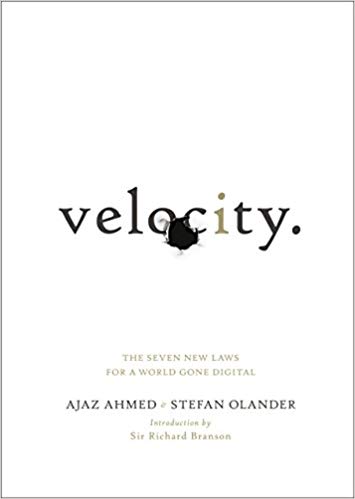 velocity.
THE SEVEN NEW LAWS
FOR A WORLD GONE DIGITAL
AJAZ AHMED & STEFAN OLANDER
Introduction by
Sir Richard Branson